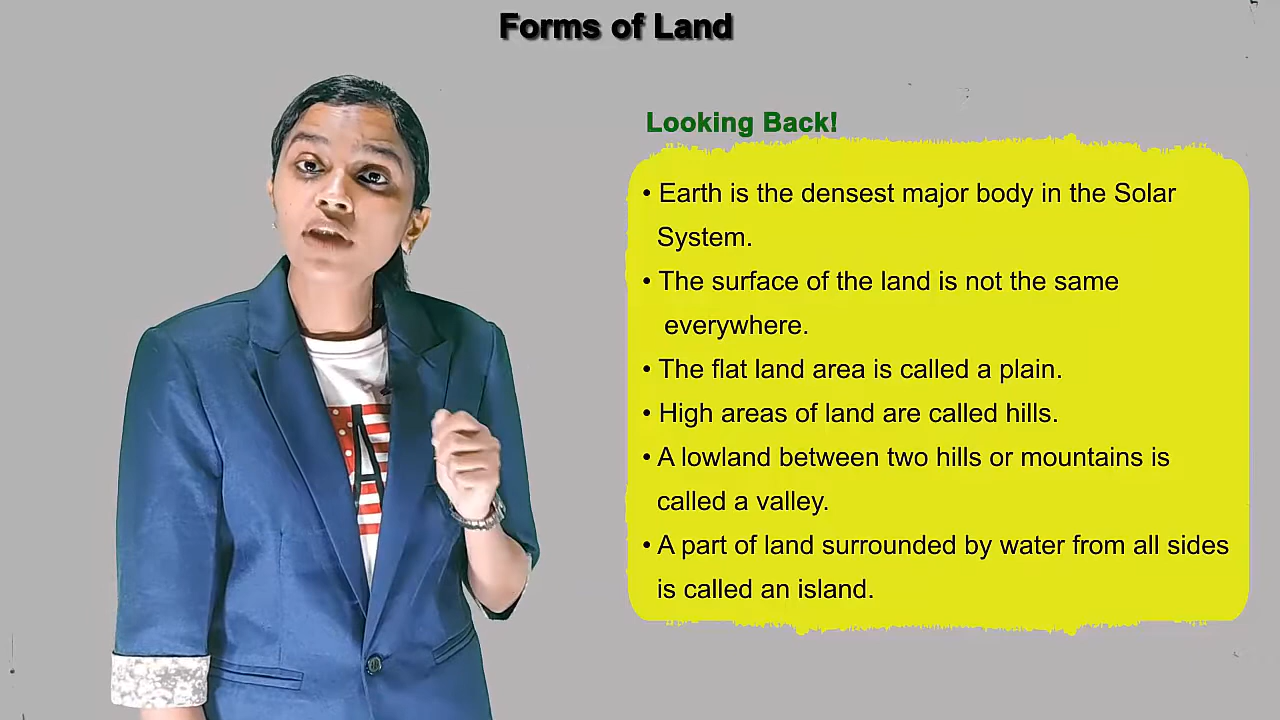 Forms of Land
Looking Back!
• Earth is the densest major body in the Solar
System.
• The surface of the land is not the same
everywhere.
• The flat land area is called a plain.
• High areas of land are called hills.
• A lowland between two hills or mountains is
called a valley.
• A part of land surrounded by water from all sides
is called an island.